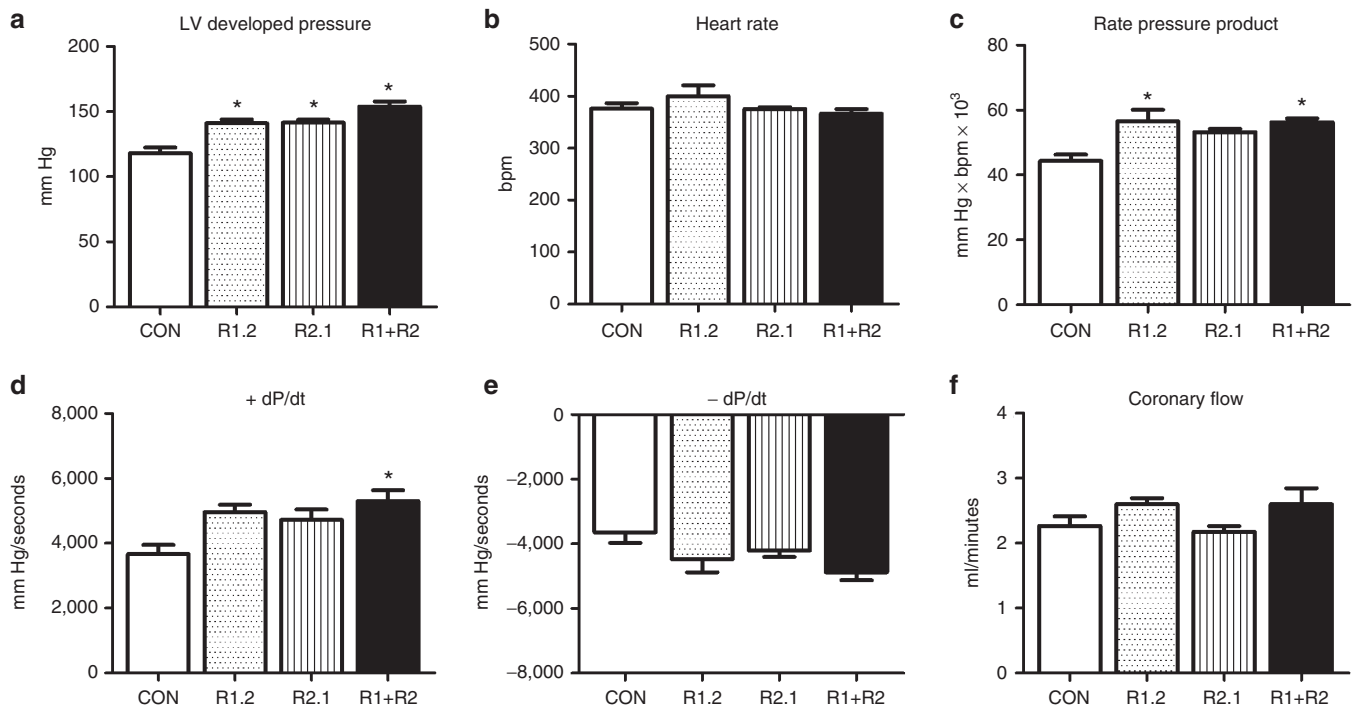 a LV developed pressure
200
150
100
50
0
mm Hg
* * *
CON R1.2 R2.1 R1+R2
b Heart rate
500
400
300
200
100
0
bpm
CON R1.2 R2.1 R1+R2
c Rate pressure product
80
60
40
20
0
mm Hg × bpm × 10³
* *
CON R1.2 R2.1 R1+R2
d + dP/dt
8,000
6,000
4,000
2,000
0
mm Hg/seconds
*
CON R1.2 R2.1 R1+R2
e − dP/dt
0
−2,000
−4,000
−6,000
−8,000
mm Hg/seconds
CON R1.2 R2.1 R1+R2
f Coronary flow
4
3
2
1
0
ml/minutes
CON R1.2 R2.1 R1+R2